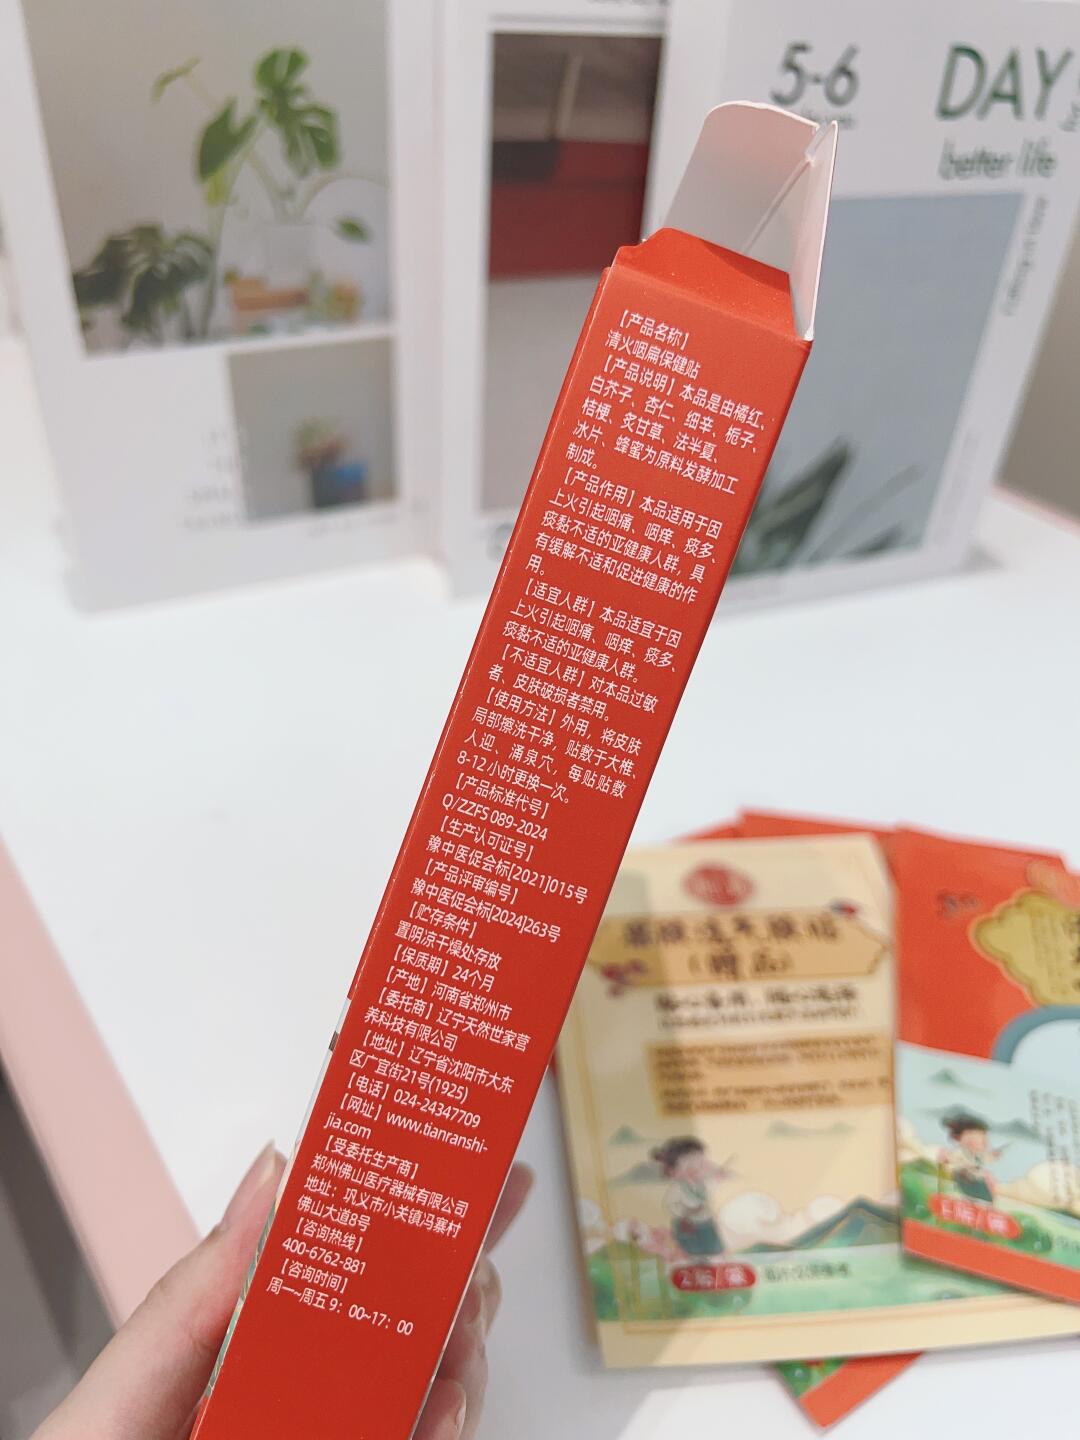 5-6
DAY
better life
【产品名称】
清火咽扁保健贴
【产品说明】本品是由橘红、
白芥子、杏仁、细辛、栀子、
桔梗、炙甘草、法半夏、
冰片、蜂蜜为原料发酵加工
制成。
【产品作用】本品适用于因
上火引起咽痛、咽痒、痰多、
痰黏不适的亚健康人群,具
有缓解不适和促进健康的作
用。
【适宜人群】本品适宜于因
上火引起咽痛、咽痒、痰多、
痰黏不适的亚健康人群。
【不适宜人群】对本品过敏
者、皮肤破损者禁用。
【使用方法】外用,将皮肤
局部擦洗干净,贴敷于大椎、
人迎、涌泉穴,每贴贴敷
8-12小时更换一次。
【产品标准代号】
Q/ZZFS 089-2024
【生产认可证号】
豫中医促会标[2021]015号
【产品评审编号】
豫中医促会标[2024]263号
【贮存条件】
置阴凉干燥处存放
【保质期】24个月
【产地】河南省郑州市
【委托商】辽宁天然世家营
养科技有限公司
【地址】辽宁省沈阳市大东
区广宜街21号(1925)
【电话】024-24347709
【网址】www.tianranshi-
jia.com
【受委托生产商】
郑州佛山医疗器械有限公司
地址:巩义市小关镇冯寨村
佛山大道8号
【咨询热线】
400-6762-881
【咨询时间】
周一~周五 9:00~17:00
(赠品)
2贴/袋